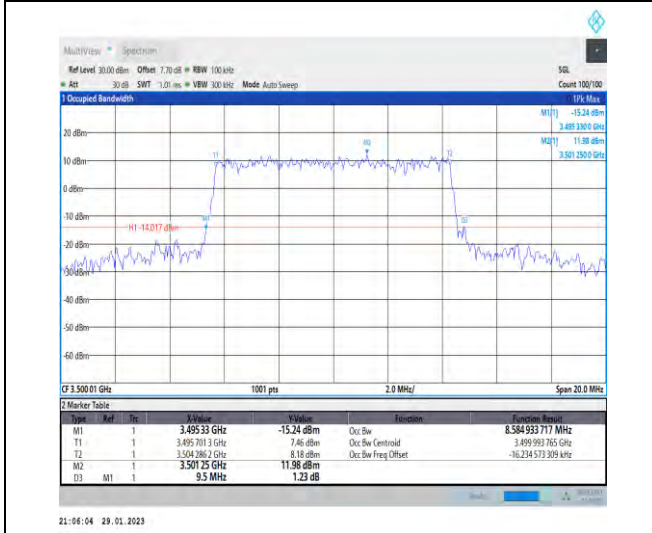 MultiView Spectrum
Ref Level 30.00 dBm Offset 7.70 dB RBW 100 kHz SGL
Att 30 dB SWT 1.01 ms VBW 300 kHz Mode Auto Sweep Count 100/100
1 Occupied Bandwidth 1Pk Max
M1[1] -15.24 dBm
3.495 330 0 GHz
M2[1] 11.98 dBm
3.501 250 0 GHz
20 dBm
M2
T1 T2
10 dBm
0 dBm
-10 dBm
M1 D3
H1 -14.017 dBm
-20 dBm
-30 dBm
-40 dBm
-50 dBm
-60 dBm
CF 3.500 01 GHz 1001 pts 2.0 MHz/ Span 20.0 MHz
2 Marker Table
Type Ref Trc X-Value Y-Value Function Function Result
M1 1 3.495 33 GHz -15.24 dBm Occ Bw 8.584 933 717 MHz
T1 1 3.495 701 3 GHz 7.46 dBm Occ Bw Centroid 3.499 993 765 GHz
T2 1 3.504 286 2 GHz 8.18 dBm Occ Bw Freq Offset -16.234 573 309 kHz
M2 1 3.501 25 GHz 11.98 dBm
D3 M1 1 9.5 MHz 1.23 dB
21:06:04 29.01.2023